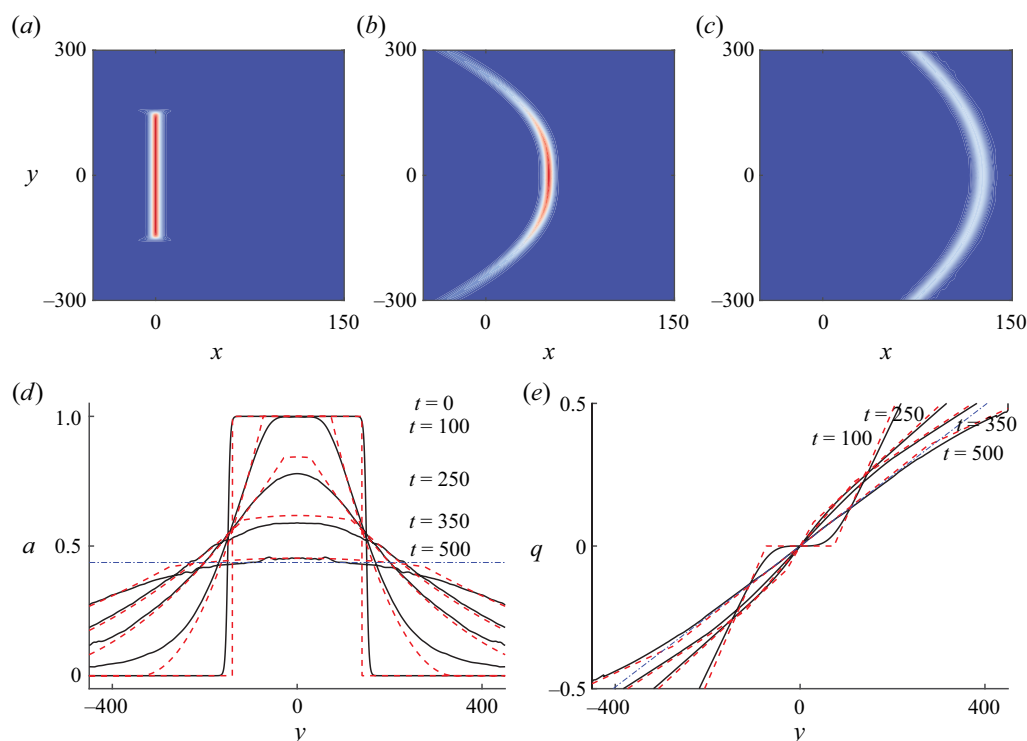 (a)
(b)
(c)
300
300
300
y
0
0
0
–300
–300
–300
0
150
0
150
0
150
x
x
x
(d)
(e)
1.0
a
0.5
0
t = 0
t = 100
t = 250
t = 350
t = 500
–400
0
400
y
0.5
q
0
–0.5
t = 250
t = 100
t = 350
t = 500
–400
0
400
y